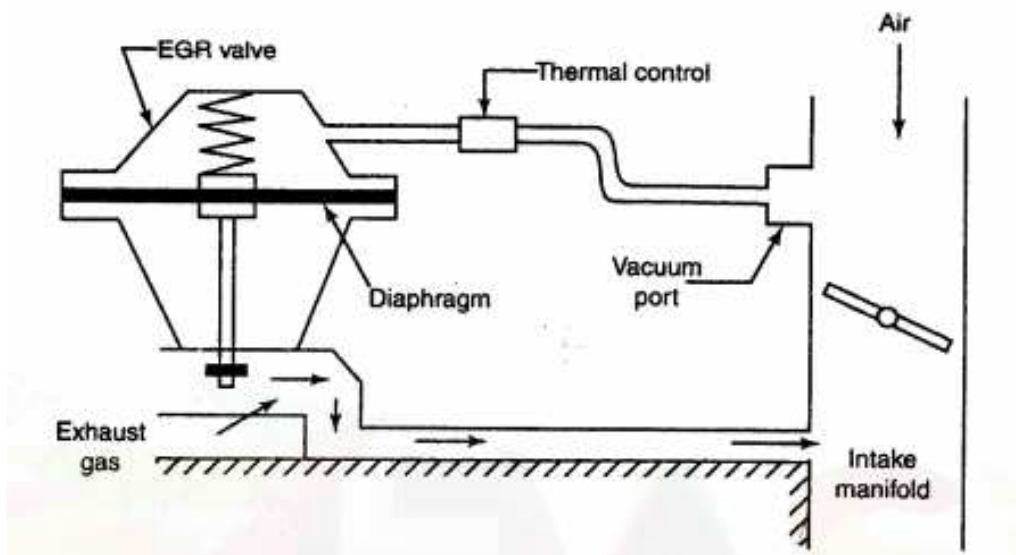 EGR valve
Air
Thermal control
Diaphragm
Vacuum
port
Exhaust
gas
Intake
manifold